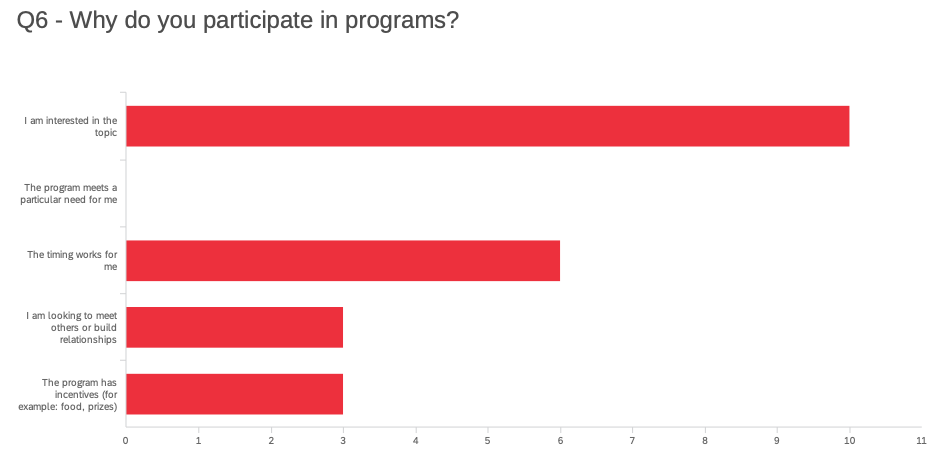 Q6 - Why do you participate in programs?
I am interested in the
topic
The program meets a
particular need for me
The timing works for
me
I am looking to meet
others or build
relationships
The program has
incentives (for
example: food, prizes)
0 1 2 3 4 5 6 7 8 9 10 11